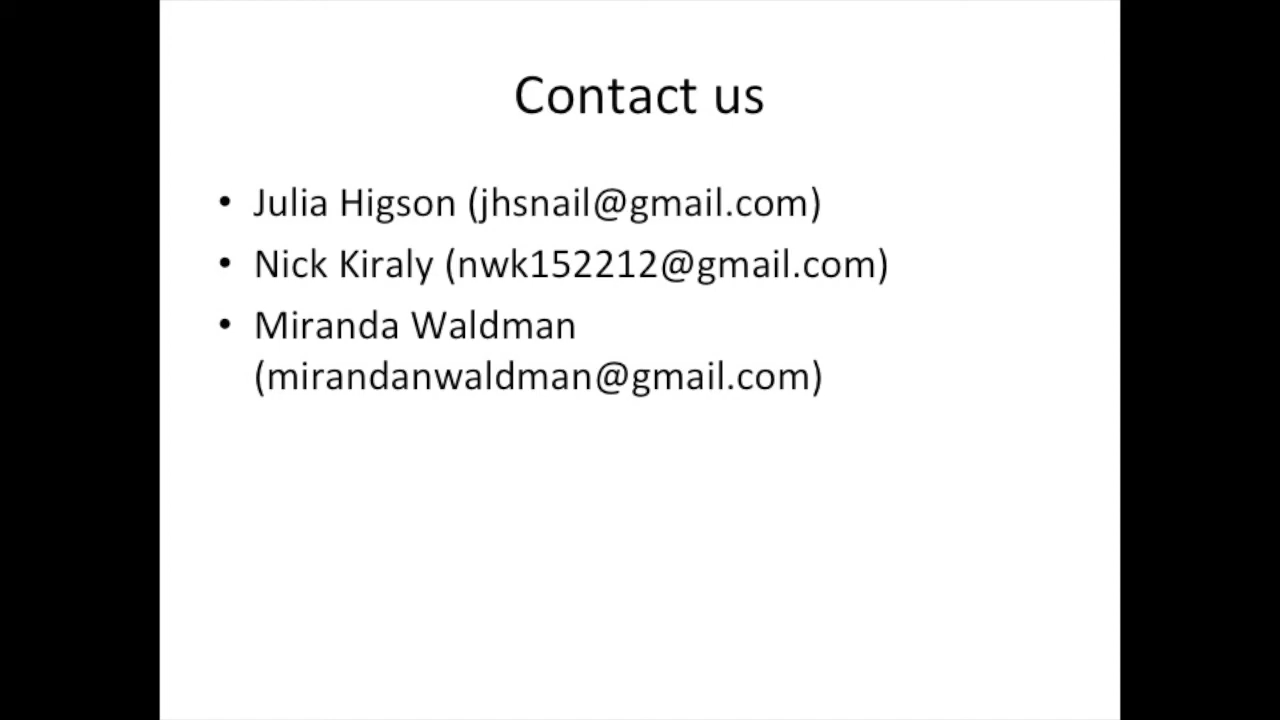 Contact us
• Julia Higson (jhsnail@gmail.com)
• Nick Kiraly (nwk152212@gmail.com)
• Miranda Waldman
(mirandanwaldman@gmail.com)